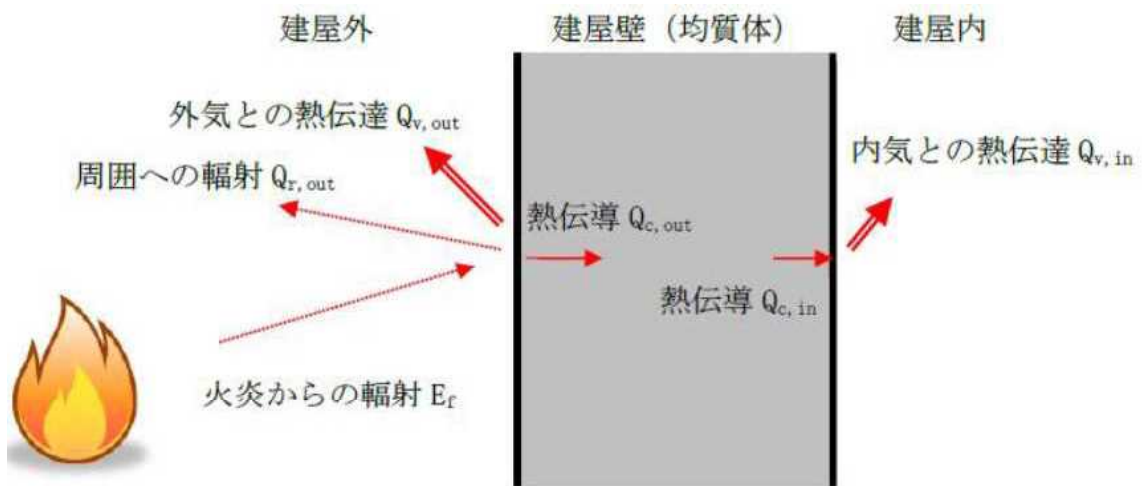 建屋外
建屋壁（均質体）
建屋内
外気との熱伝達 Qv,out
周囲への輻射 Qr,out
内気との熱伝達 Qv,in
熱伝導 Qc,out
熱伝導 Qc,in
火炎からの輻射 Ef